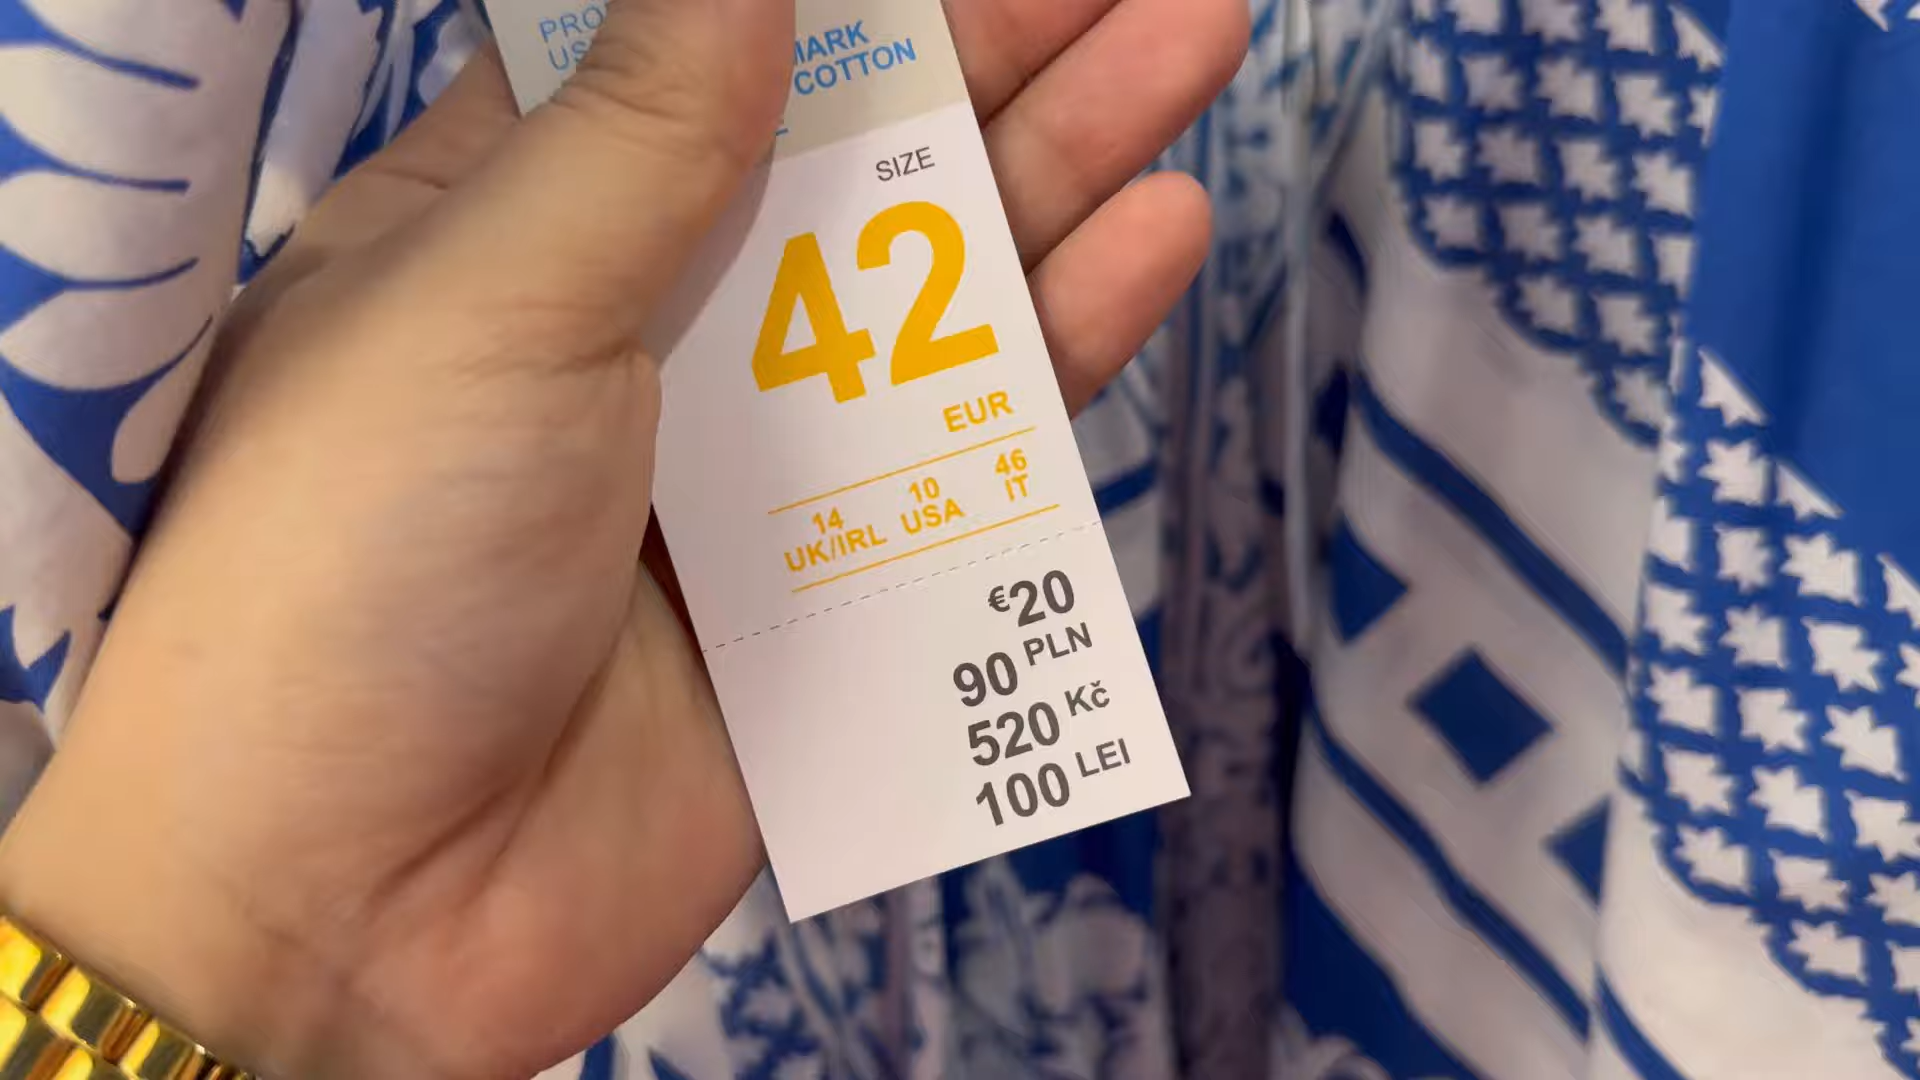 MARK
COTTON
SIZE
42
EUR
14 10 46
UK/IRL USA IT
€20
90 PLN
520 Kč
100 LEI